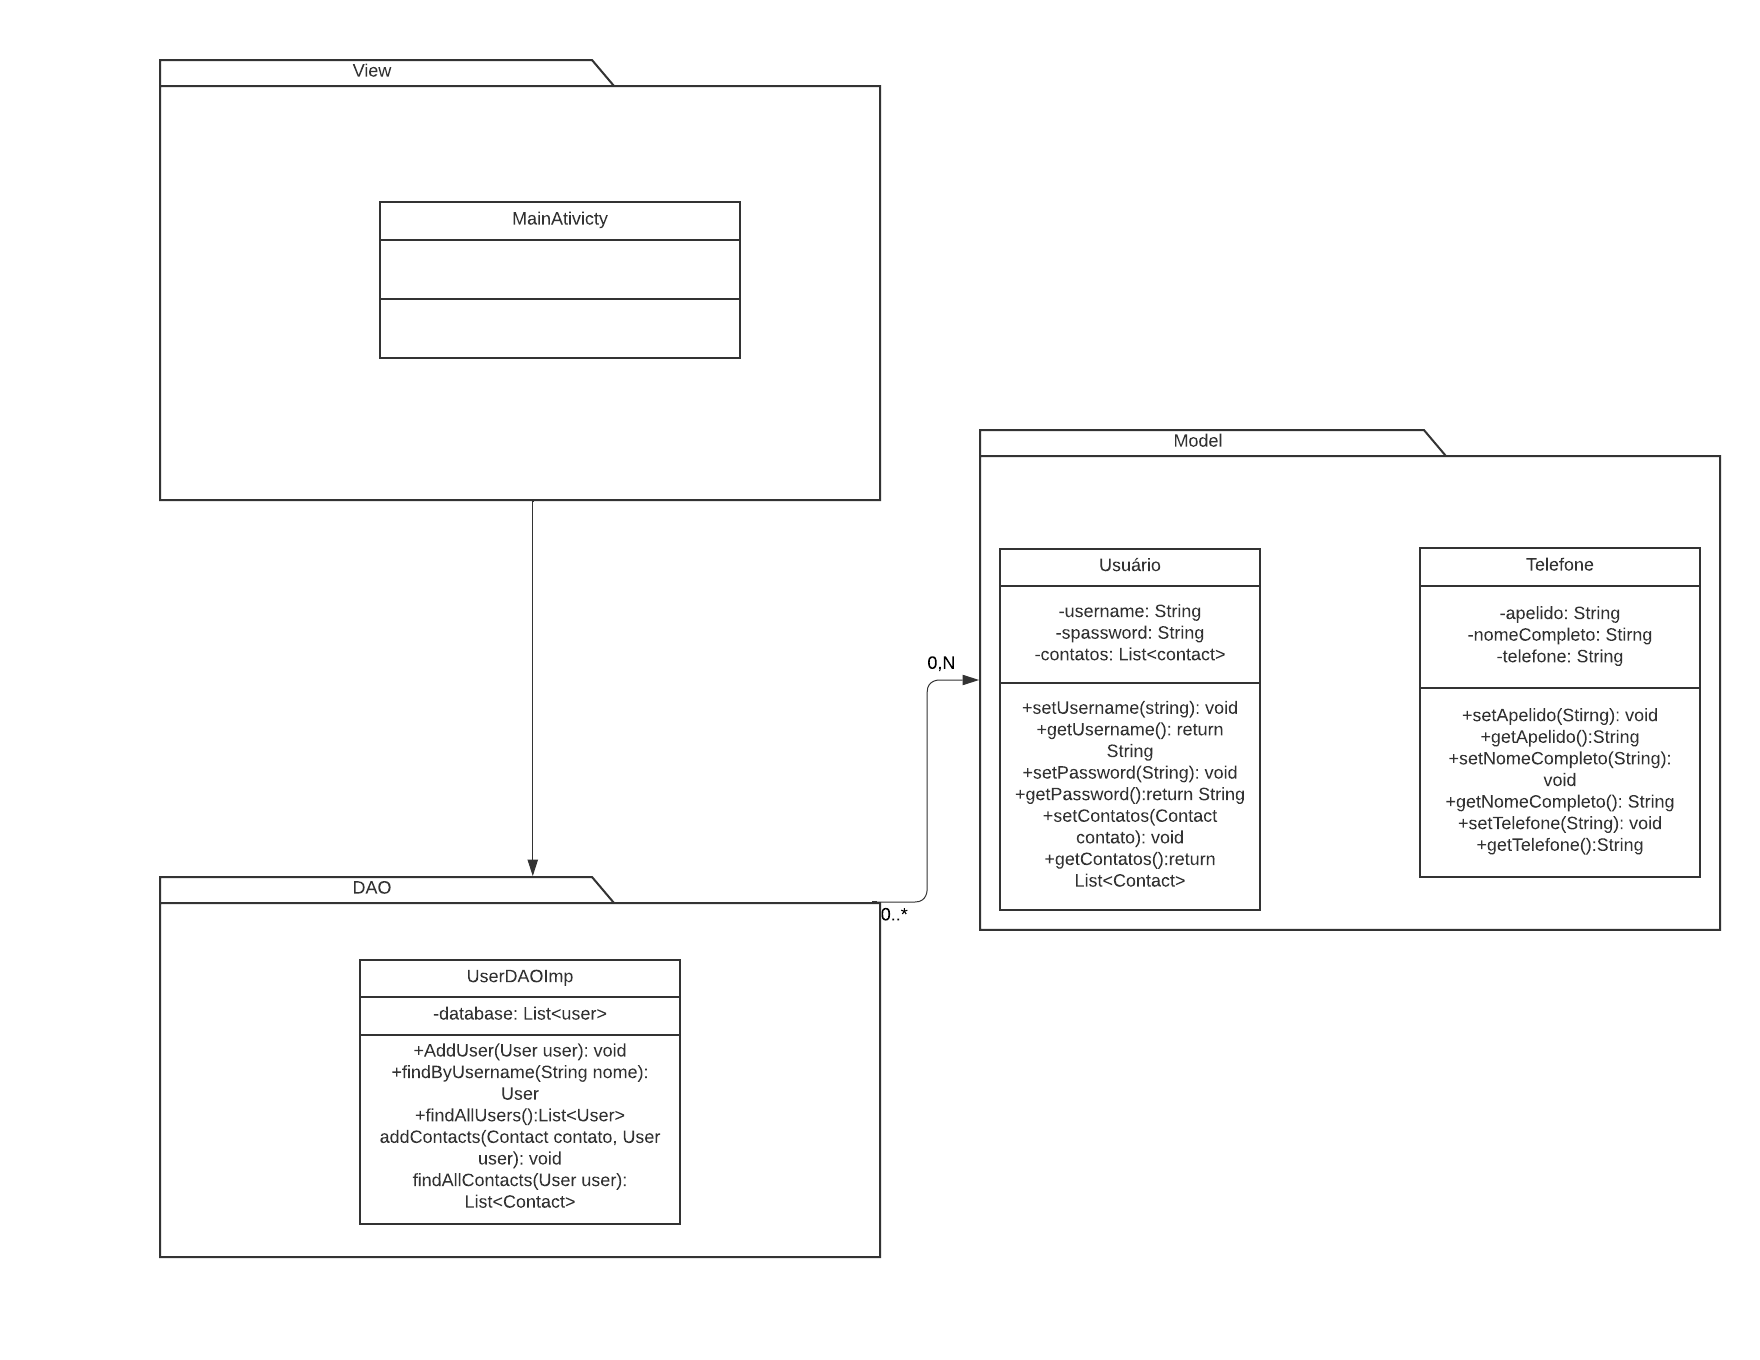 View
MainAtivicty
Model
Usuário
-username: String
-spassword: String
-contatos: List<contact>
+setUsername(string): void
+getUsername(): return
String
+setPassword(String): void
+getPassword():return String
+setContatos(Contact
contato): void
+getContatos():return
List<Contact>
Telefone
-apelido: String
-nomeCompleto: Stirng
-telefone: String
+setApelido(Stirng): void
+getApelido():String
+setNomeCompleto(String):
void
+getNomeCompleto(): String
+setTelefone(String): void
+getTelefone():String
0,N
0..*
DAO
UserDAOImp
-database: List<user>
+AddUser(User user): void
+findByUsername(String nome):
User
+findAllUsers():List<User>
addContacts(Contact contato, User
user): void
findAllContacts(User user):
List<Contact>